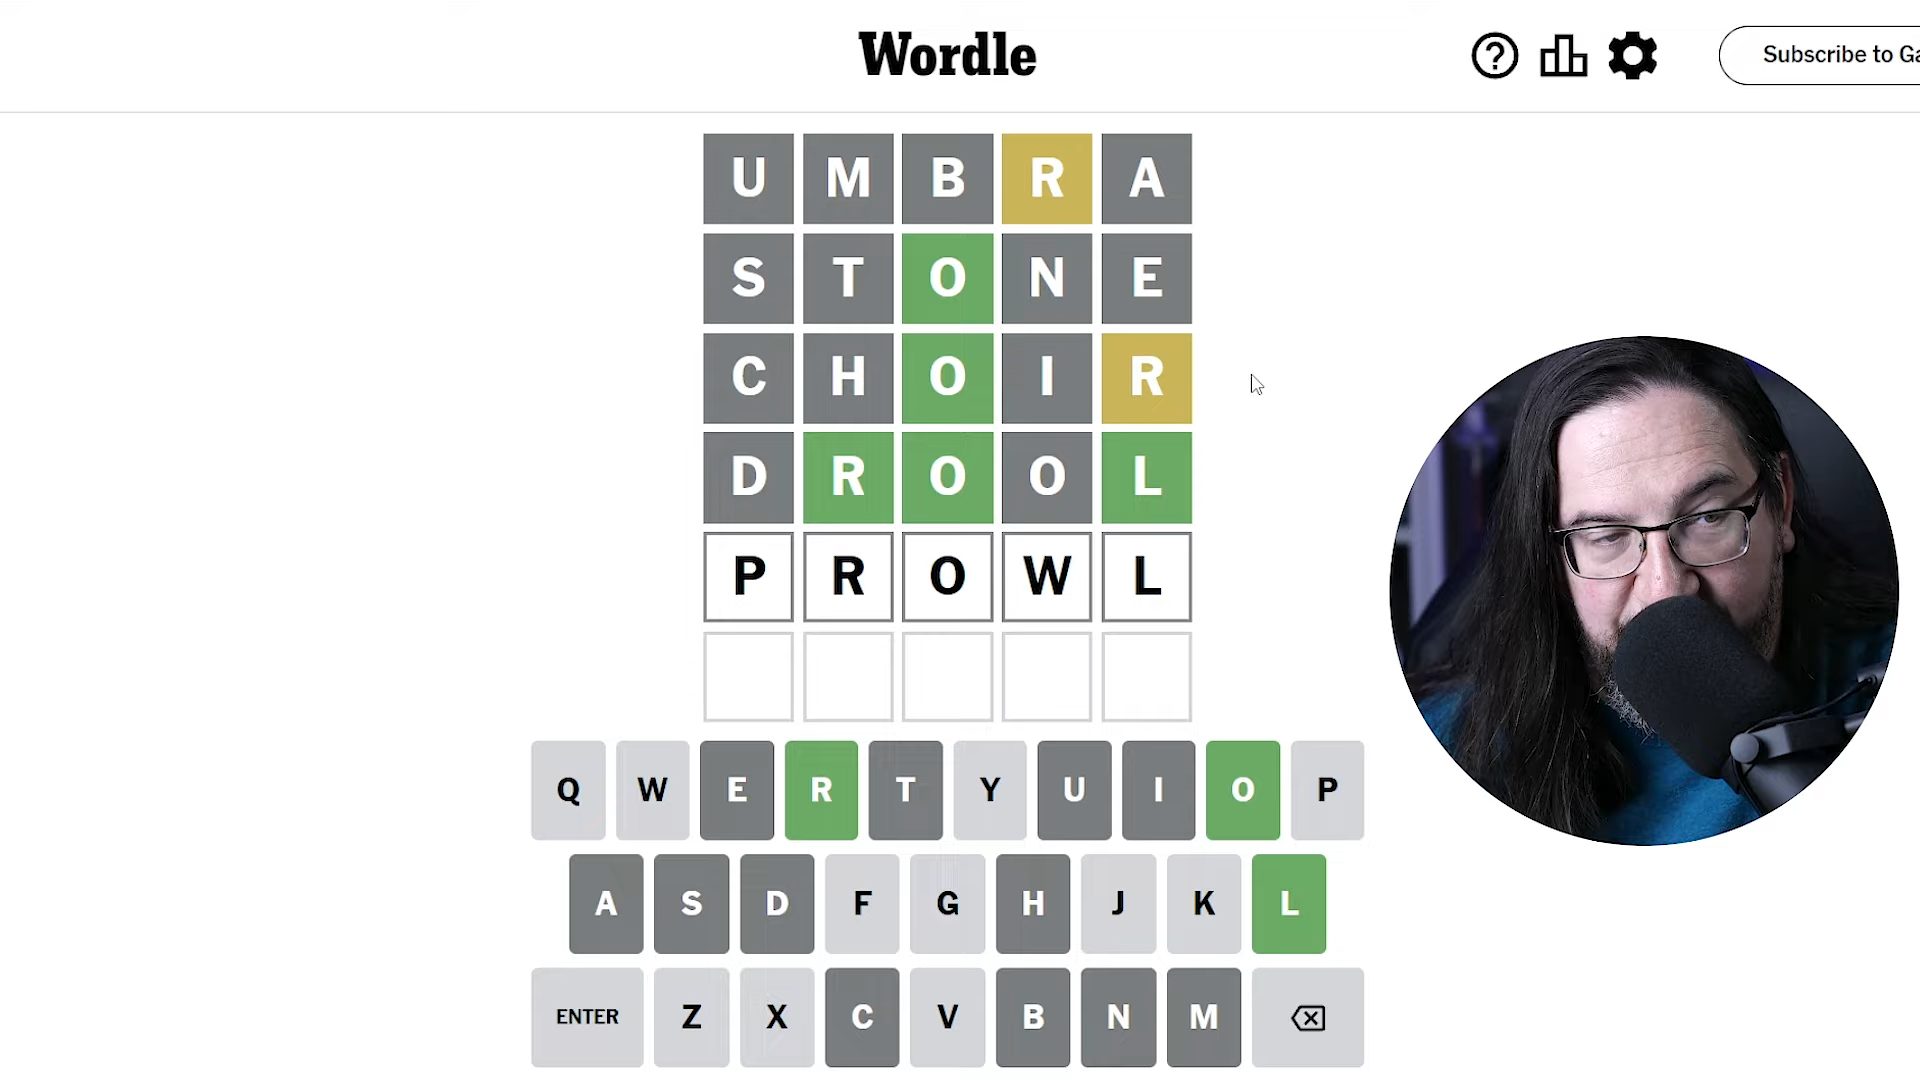 Wordle
?
Subscribe to Ga
U M B R A
S T O N E
C H O I R
D R O O L
P R O W L
Q W E R T Y U I O P
A S D F G H J K L
ENTER Z X C V B N M